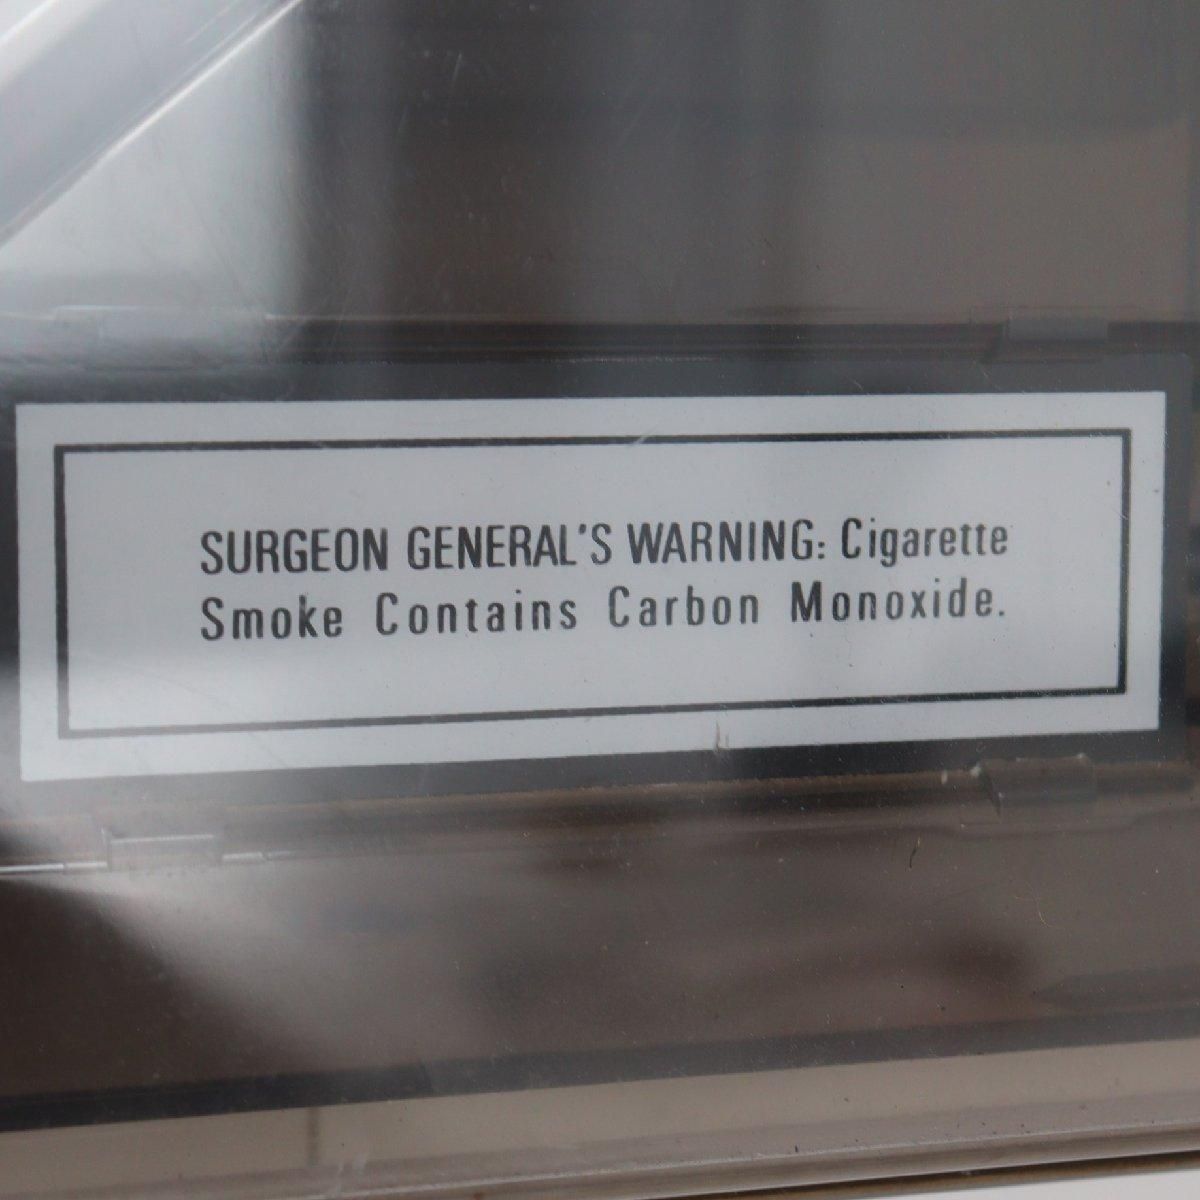 SURGEON GENERAL'S WARNING: Cigarette
Smoke Contains Carbon Monoxide.